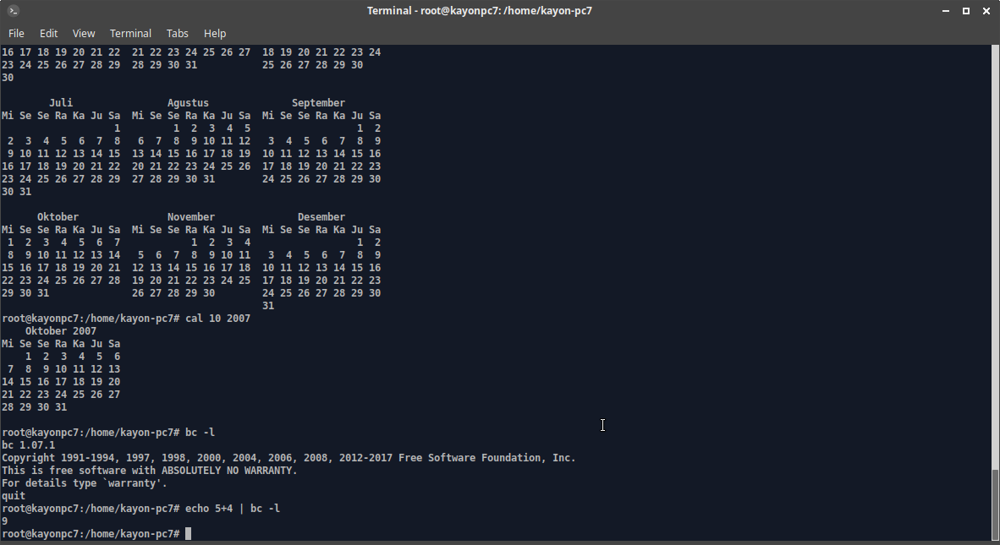 Terminal - root@kayonpc7: /home/kayon-pc7
File Edit View Terminal Tabs Help
16 17 18 19 20 21 22  21 22 23 24 25 26 27  18 19 20 21 22 23 24
23 24 25 26 27 28 29  28 29 30 31           25 26 27 28 29 30
30
        Juli                Agustus              September
Mi Se Se Ra Ka Ju Sa  Mi Se Se Ra Ka Ju Sa  Mi Se Se Ra Ka Ju Sa
                   1         1  2  3  4  5                  1  2
 2  3  4  5  6  7  8   6  7  8  9 10 11 12   3  4  5  6  7  8  9
 9 10 11 12 13 14 15  13 14 15 16 17 18 19  10 11 12 13 14 15 16
16 17 18 19 20 21 22  20 21 22 23 24 25 26  17 18 19 20 21 22 23
23 24 25 26 27 28 29  27 28 29 30 31        24 25 26 27 28 29 30
30 31
      Oktober               November              Desember
Mi Se Se Ra Ka Ju Sa  Mi Se Se Ra Ka Ju Sa  Mi Se Se Ra Ka Ju Sa
 1  2  3  4  5  6  7            1  2  3  4                  1  2
 8  9 10 11 12 13 14   5  6  7  8  9 10 11   3  4  5  6  7  8  9
15 16 17 18 19 20 21  12 13 14 15 16 17 18  10 11 12 13 14 15 16
22 23 24 25 26 27 28  19 20 21 22 23 24 25  17 18 19 20 21 22 23
29 30 31              26 27 28 29 30        24 25 26 27 28 29 30
                                            31
root@kayonpc7:/home/kayon-pc7# cal 10 2007
    Oktober 2007
Mi Se Se Ra Ka Ju Sa
    1  2  3  4  5  6
 7  8  9 10 11 12 13
14 15 16 17 18 19 20
21 22 23 24 25 26 27
28 29 30 31
root@kayonpc7:/home/kayon-pc7# bc -l
bc 1.07.1
Copyright 1991-1994, 1997, 1998, 2000, 2004, 2006, 2008, 2012-2017 Free Software Foundation, Inc.
This is free software with ABSOLUTELY NO WARRANTY.
For details type `warranty'.
quit
root@kayonpc7:/home/kayon-pc7# echo 5+4 | bc -l
9
root@kayonpc7:/home/kayon-pc7#